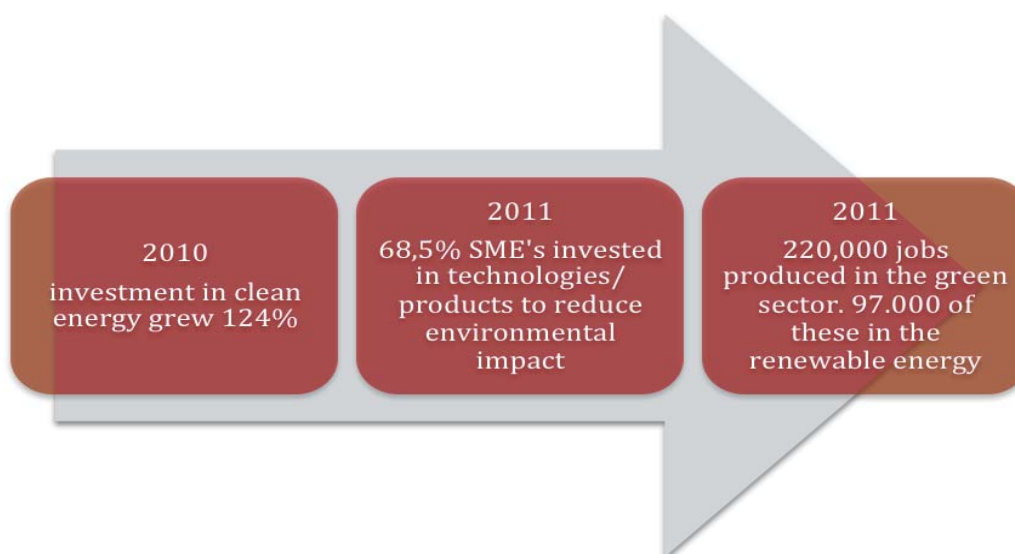 2010
investment in clean
energy grew 124%
2011
68,5% SME's invested
in technologies/
products to reduce
environmental
impact
2011
220,000 jobs
produced in the green
sector. 97.000 of
these in the
renewable energy